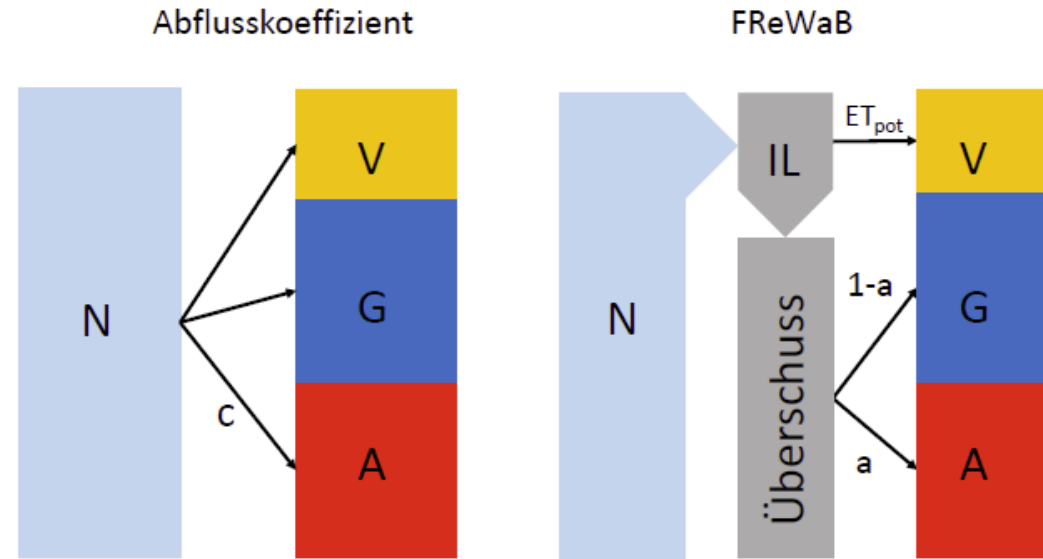 Abflusskoeffizient
FReWaB
N
c
V
G
A
N
IL
ETpot
Überschuss
1-a
a
V
G
A